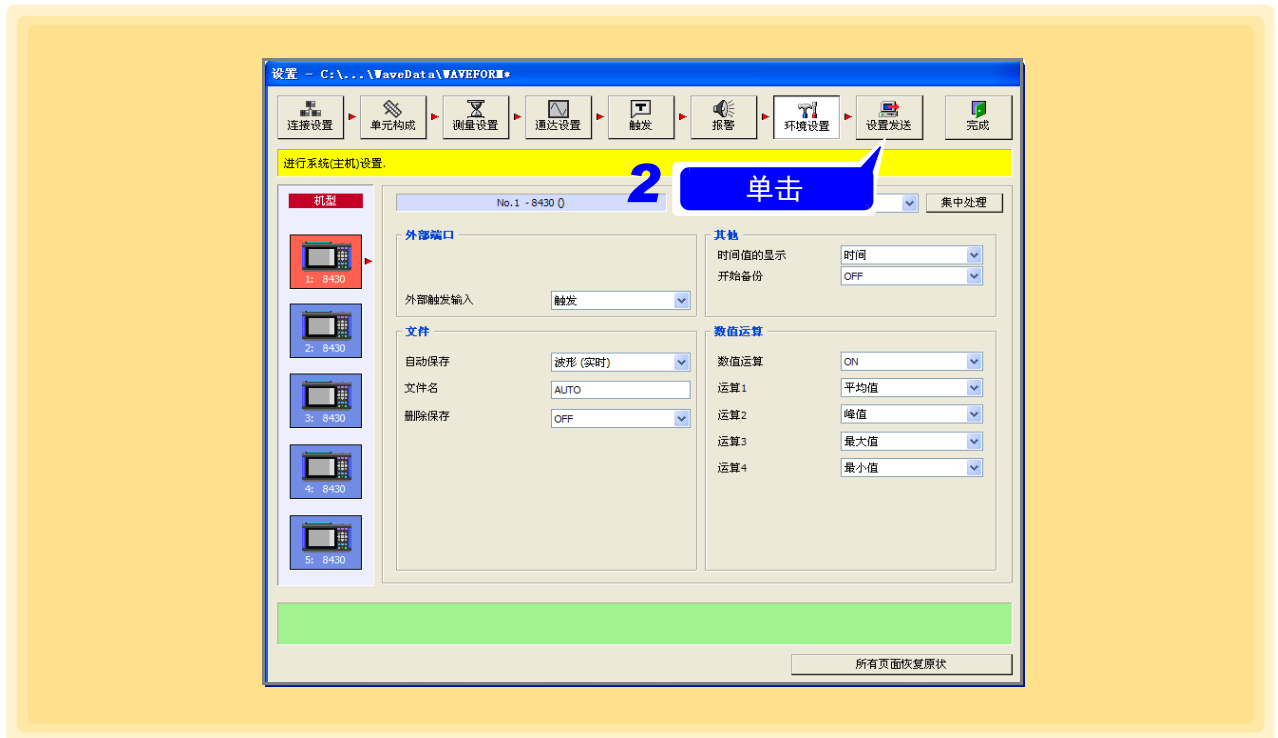 设置 - C:\...\WaveData\WAVEFORM*
连接设置 单元构成 测量设置 通达设置 触发 报警 环境设置 设置发送 完成
进行系统(主机)设置.
2 单击
机型
No.1 - 8430 ()
集中处理
1: 8430
2: 8430
3: 8430
4: 8430
5: 8430
外部端口
外部触发输入 触发
其他
时间值的显示 时间
开始备份 OFF
文件
自动保存 波形 (实时)
文件名 AUTO
删除保存 OFF
数值运算
数值运算 ON
运算1 平均值
运算2 峰值
运算3 最大值
运算4 最小值
所有页面恢复原状